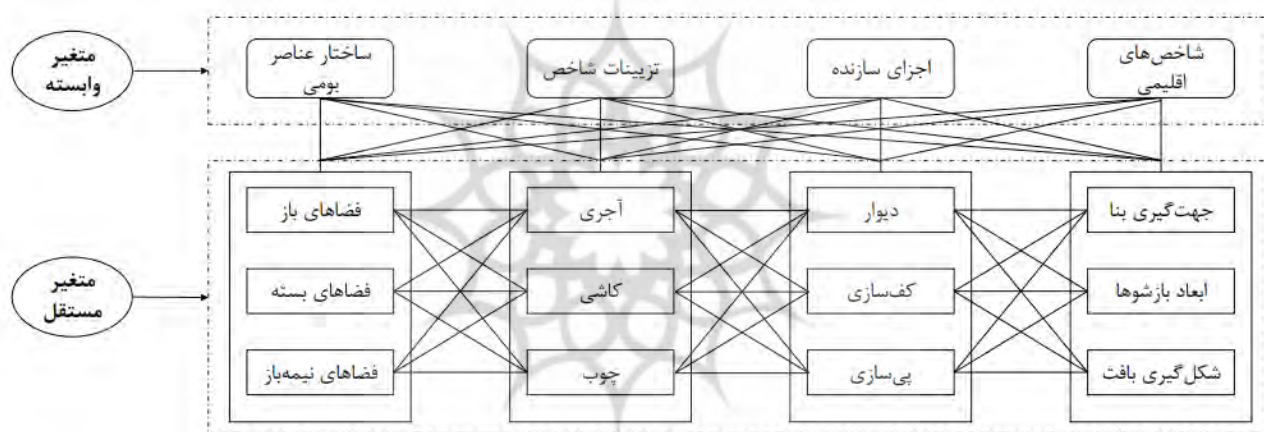 متغیر
وابسته
شاخص‌های
اقلیمی
اجزای سازنده
تزیینات شاخص
ساختار عناصر
بومی
متغیر
مستقل
جهت‌گیری بنا
ابعاد بازشوها
شکل‌گیری بافت
دیوار
کف‌سازی
پی‌سازی
آجری
کاشی
چوب
فضاهای باز
فضاهای بسته
فضاهای نیمه‌باز